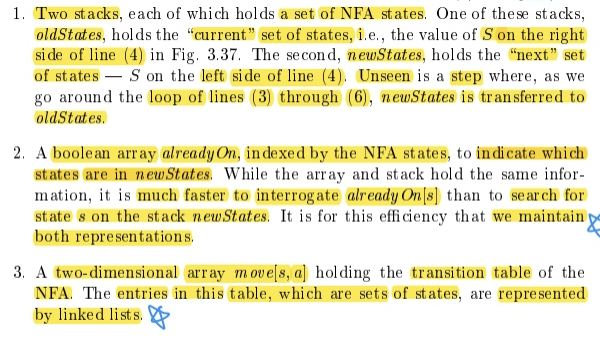 1. Two stacks, each of which holds a set of NFA states. One of these stacks,
oldStates, holds the “current” set of states, i.e., the value of S on the right
side of line (4) in Fig. 3.37. The second, newStates, holds the “next” set
of states — S on the left side of line (4). Unseen is a step where, as we
go around the loop of lines (3) through (6), newStates is transferred to
oldStates.
2. A boolean array alreadyOn, indexed by the NFA states, to indicate which
states are in newStates. While the array and stack hold the same infor-
mation, it is much faster to interrogate alreadyOn[s] than to search for
state s on the stack newStates. It is for this efficiency that we maintain
both representations.
3. A two-dimensional array move[s, a] holding the transition table of the
NFA. The entries in this table, which are sets of states, are represented
by linked lists.